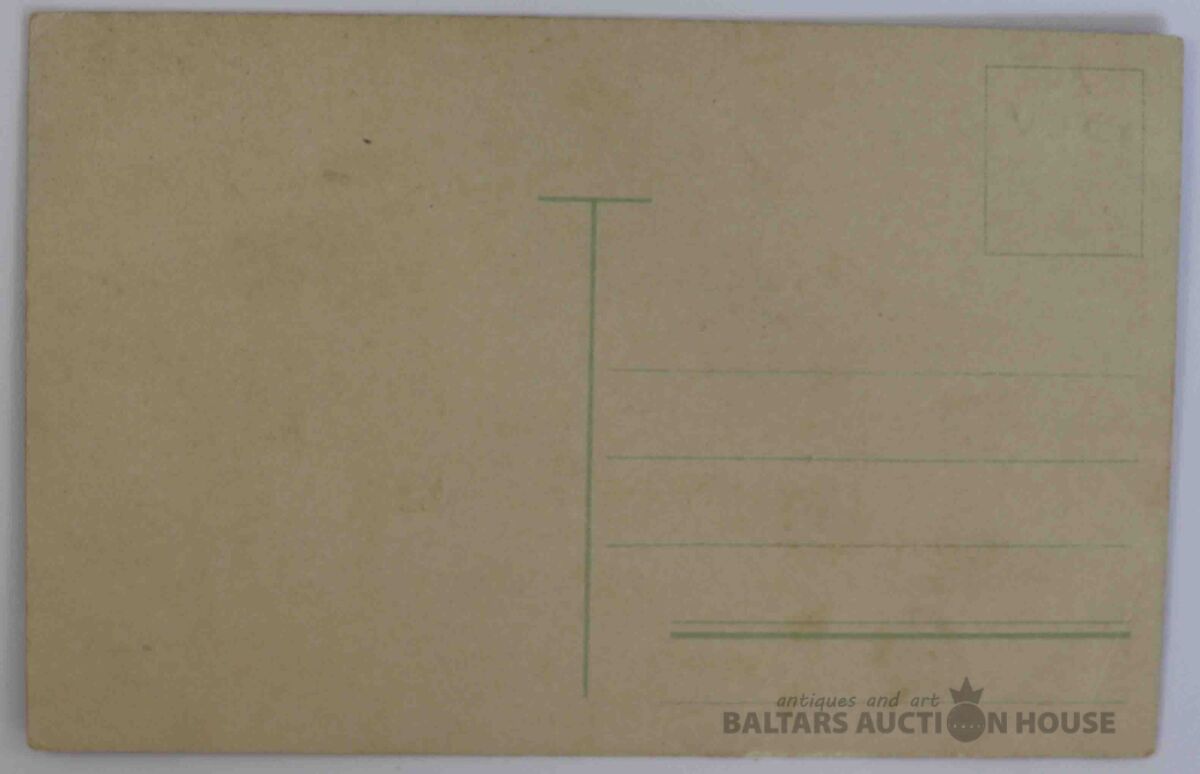 antiques and art
BALTARS AUCTION HOUSE